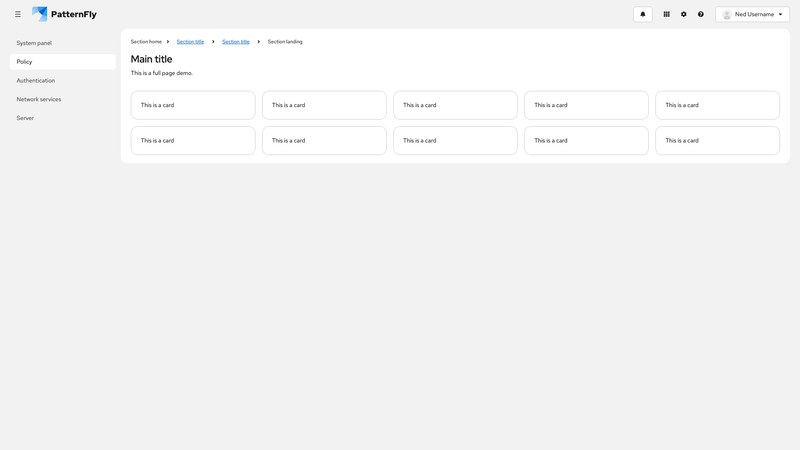 PatternFly
Ned Username
System panel
Policy
Authentication
Network services
Server
Section home Section title Section title Section landing
Main title
This is a full page demo.
This is a card This is a card This is a card This is a card This is a card
This is a card This is a card This is a card This is a card This is a card